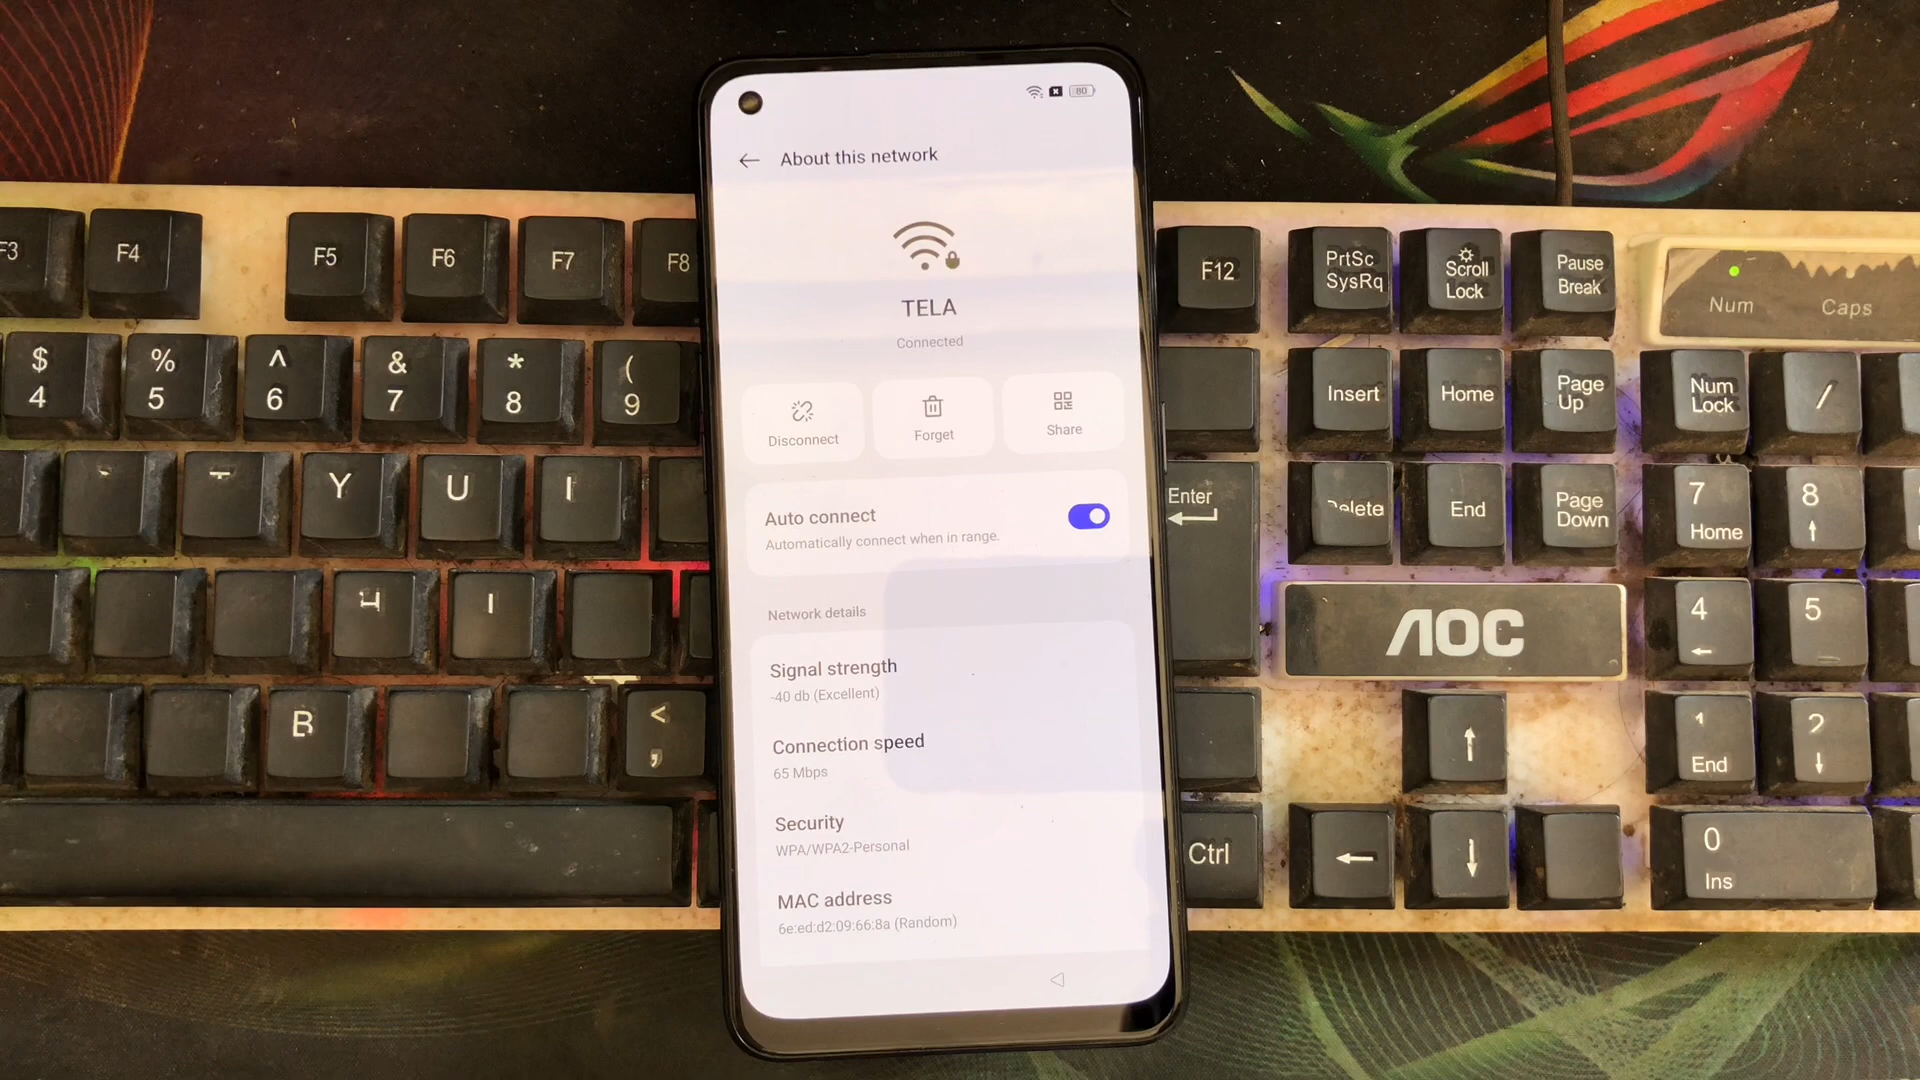 80
About this network
TELA
Connected
Disconnect
Forget
Share
Auto connect
Automatically connect when in range.
Network details
Signal strength
-40 db (Excellent)
Connection speed
65 Mbps
Security
WPA/WPA2-Personal
MAC address
6e:ed:d2:09:66:8a (Random)
F3
F4
F5
F6
F7
F8
F12
PrtSc
SysRq
Scroll
Lock
Pause
Break
Num
Caps
$
4
%
5
^
6
&
7
*
8
(
9
Insert
Home
Page
Up
Num
Lock
/
Y
U
I
Enter
End
Page
Down
7
Home
8
↑
AOC
4
←
5
B
<
,
↑
1
End
2
↓
Ctrl
←
↓
0
Ins